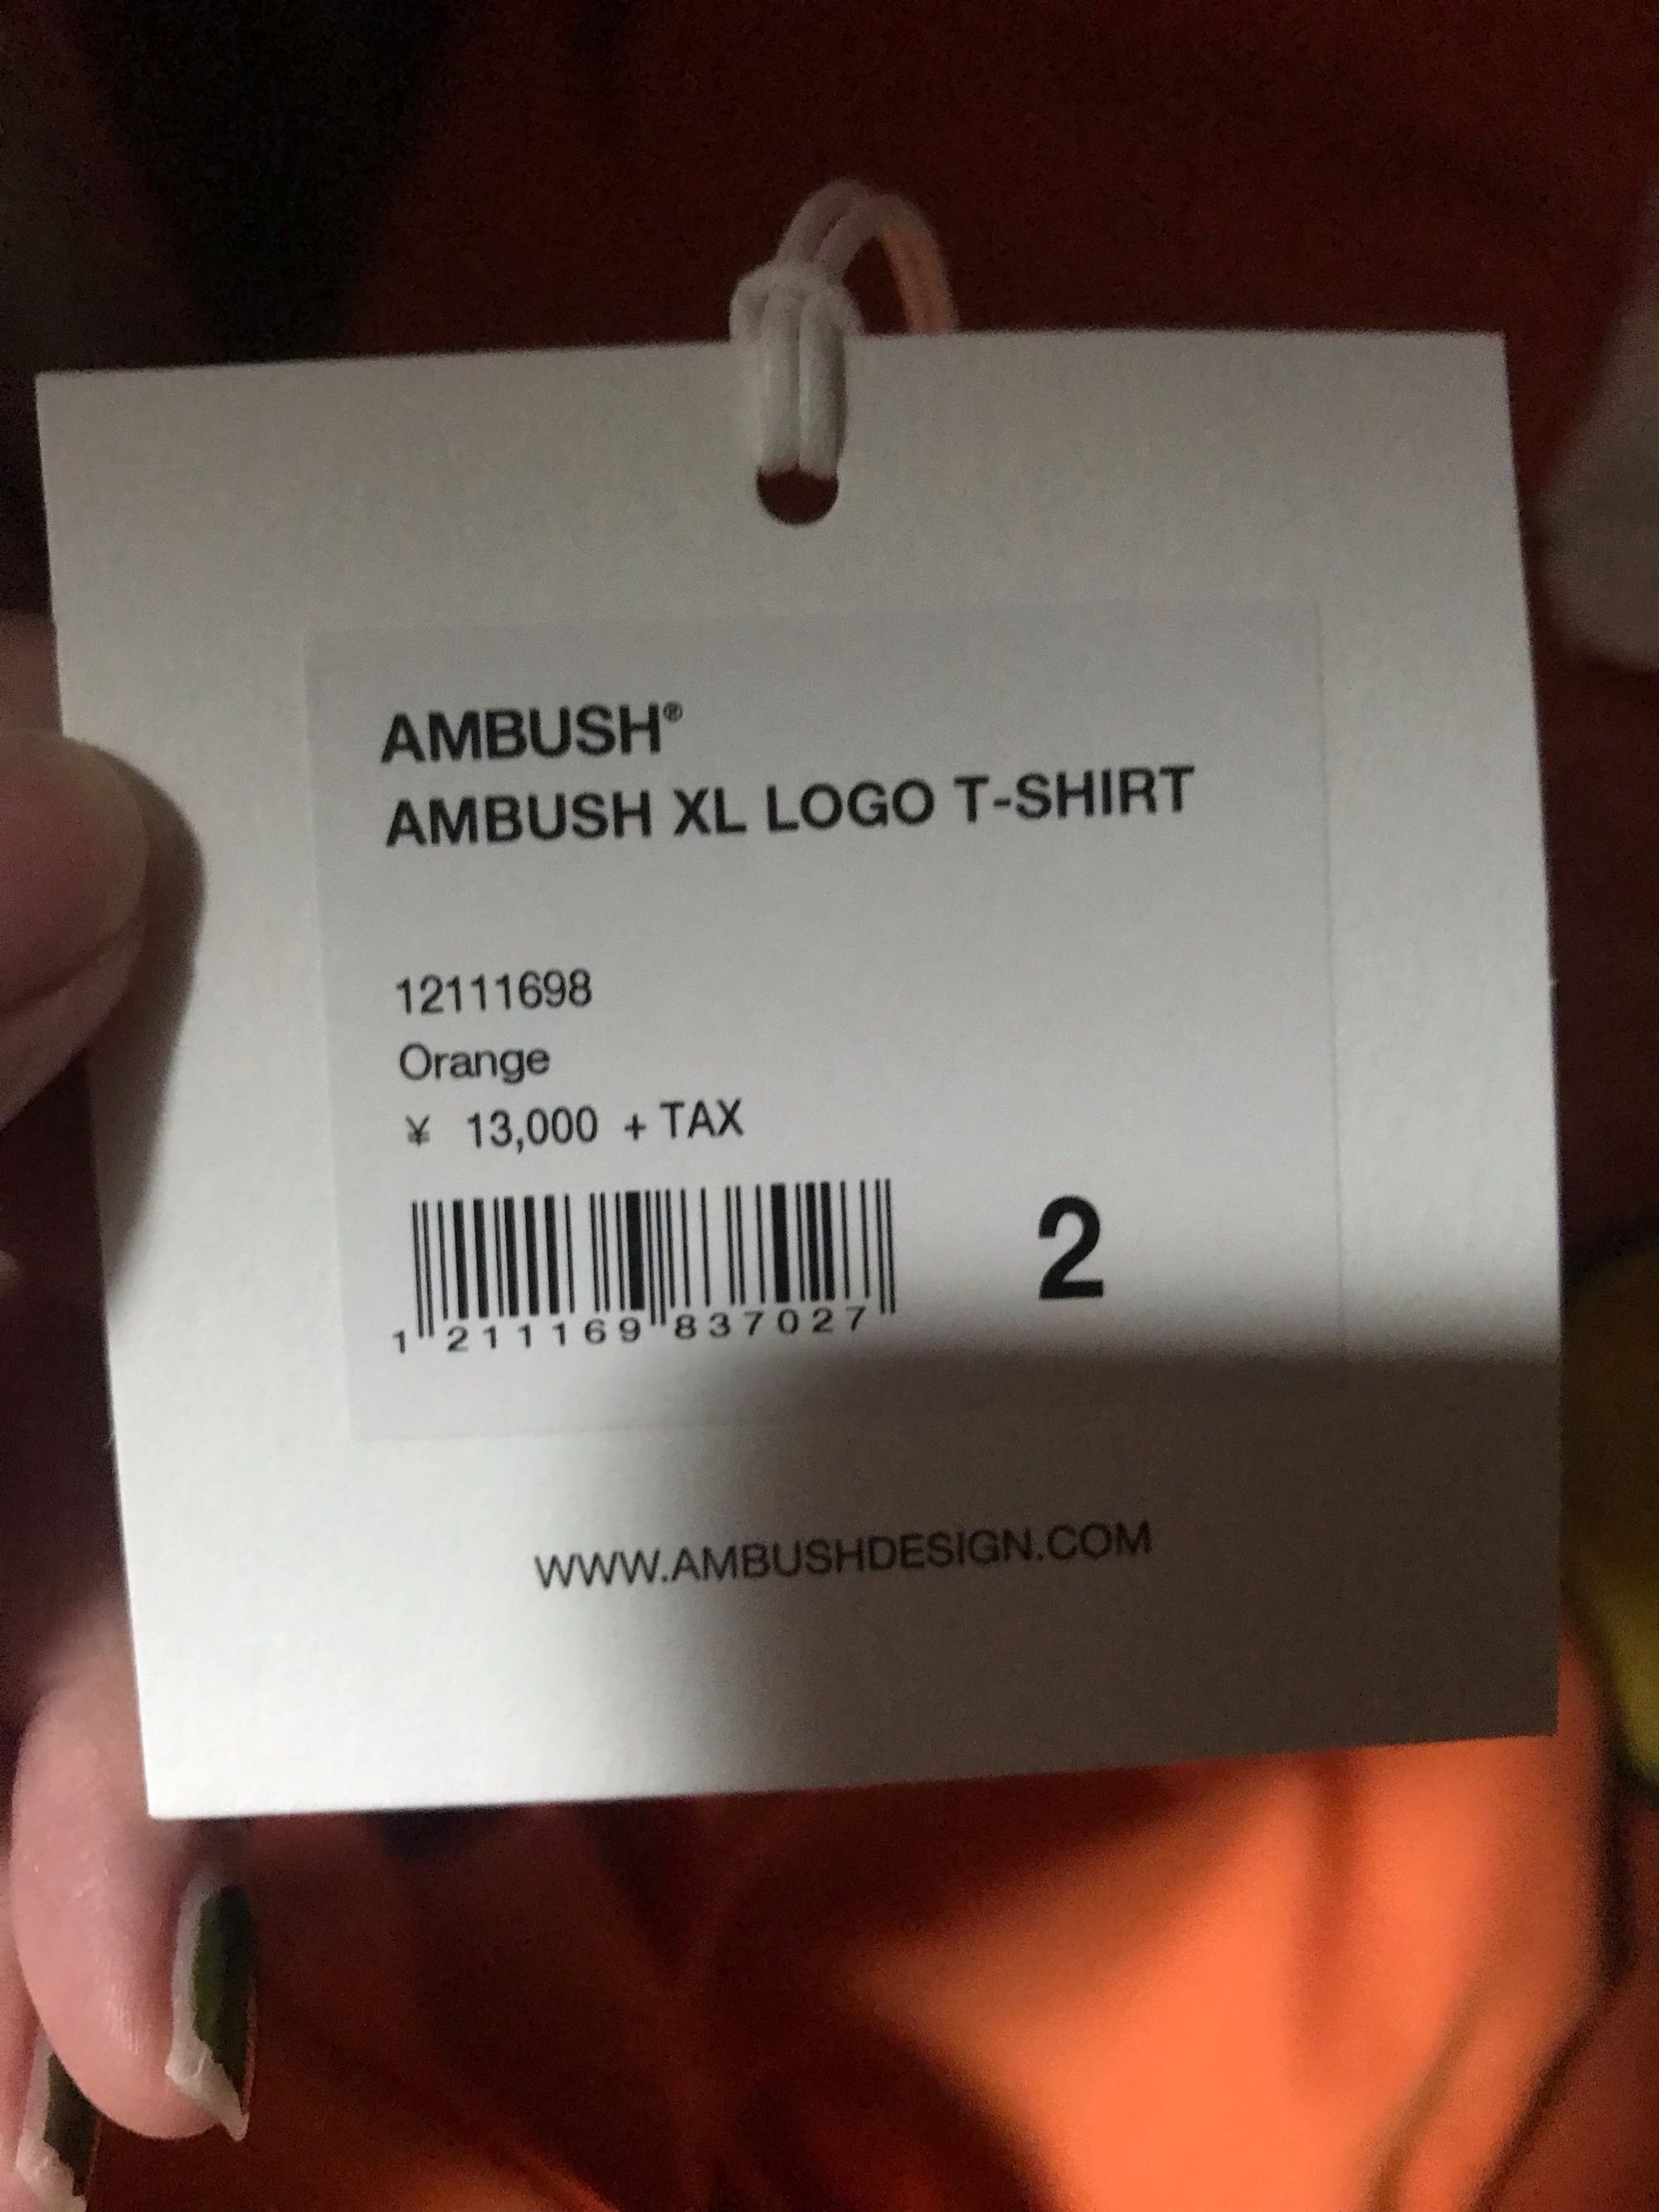 AMBUSH®
AMBUSH XL LOGO T-SHIRT
12111698
Orange
¥ 13,000 + TAX
1 211169 837027
2
WWW.AMBUSHDESIGN.COM